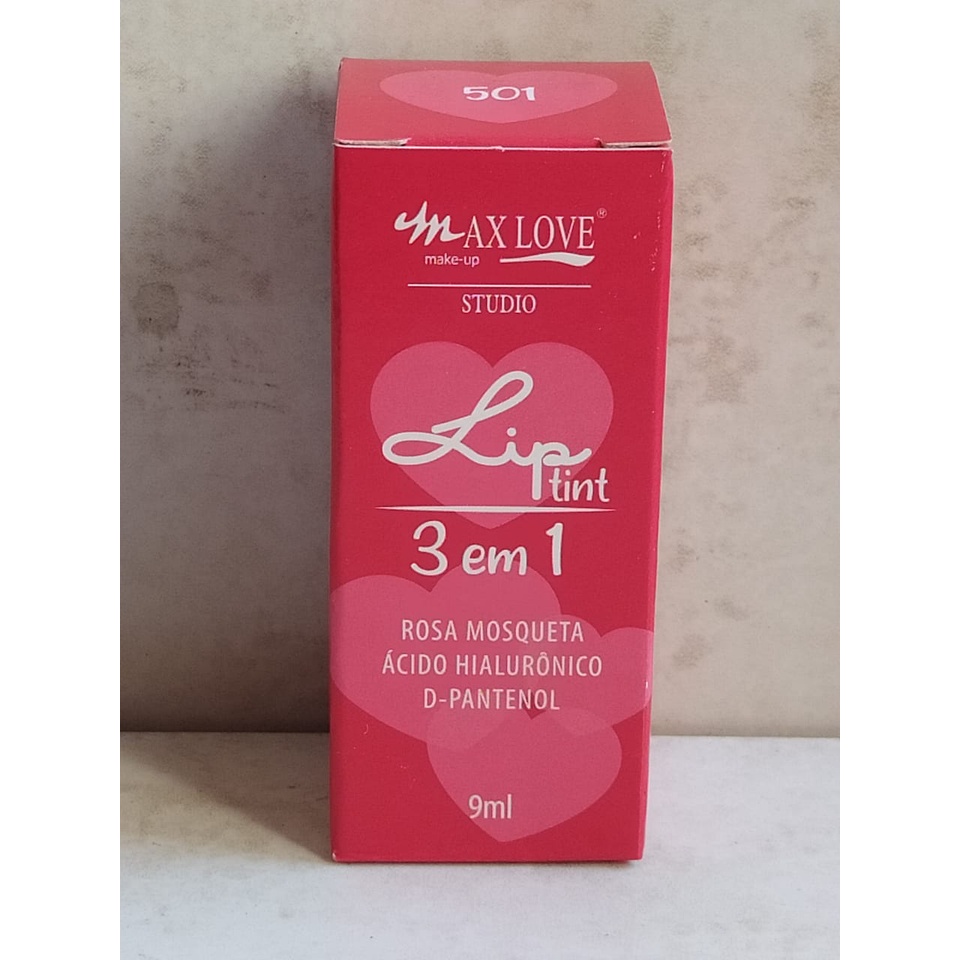 501
MAX LOVE®
make-up
STUDIO
Lip
tint
3 em 1
ROSA MOSQUETA
ÁCIDO HIALURÔNICO
D-PANTENOL
9ml